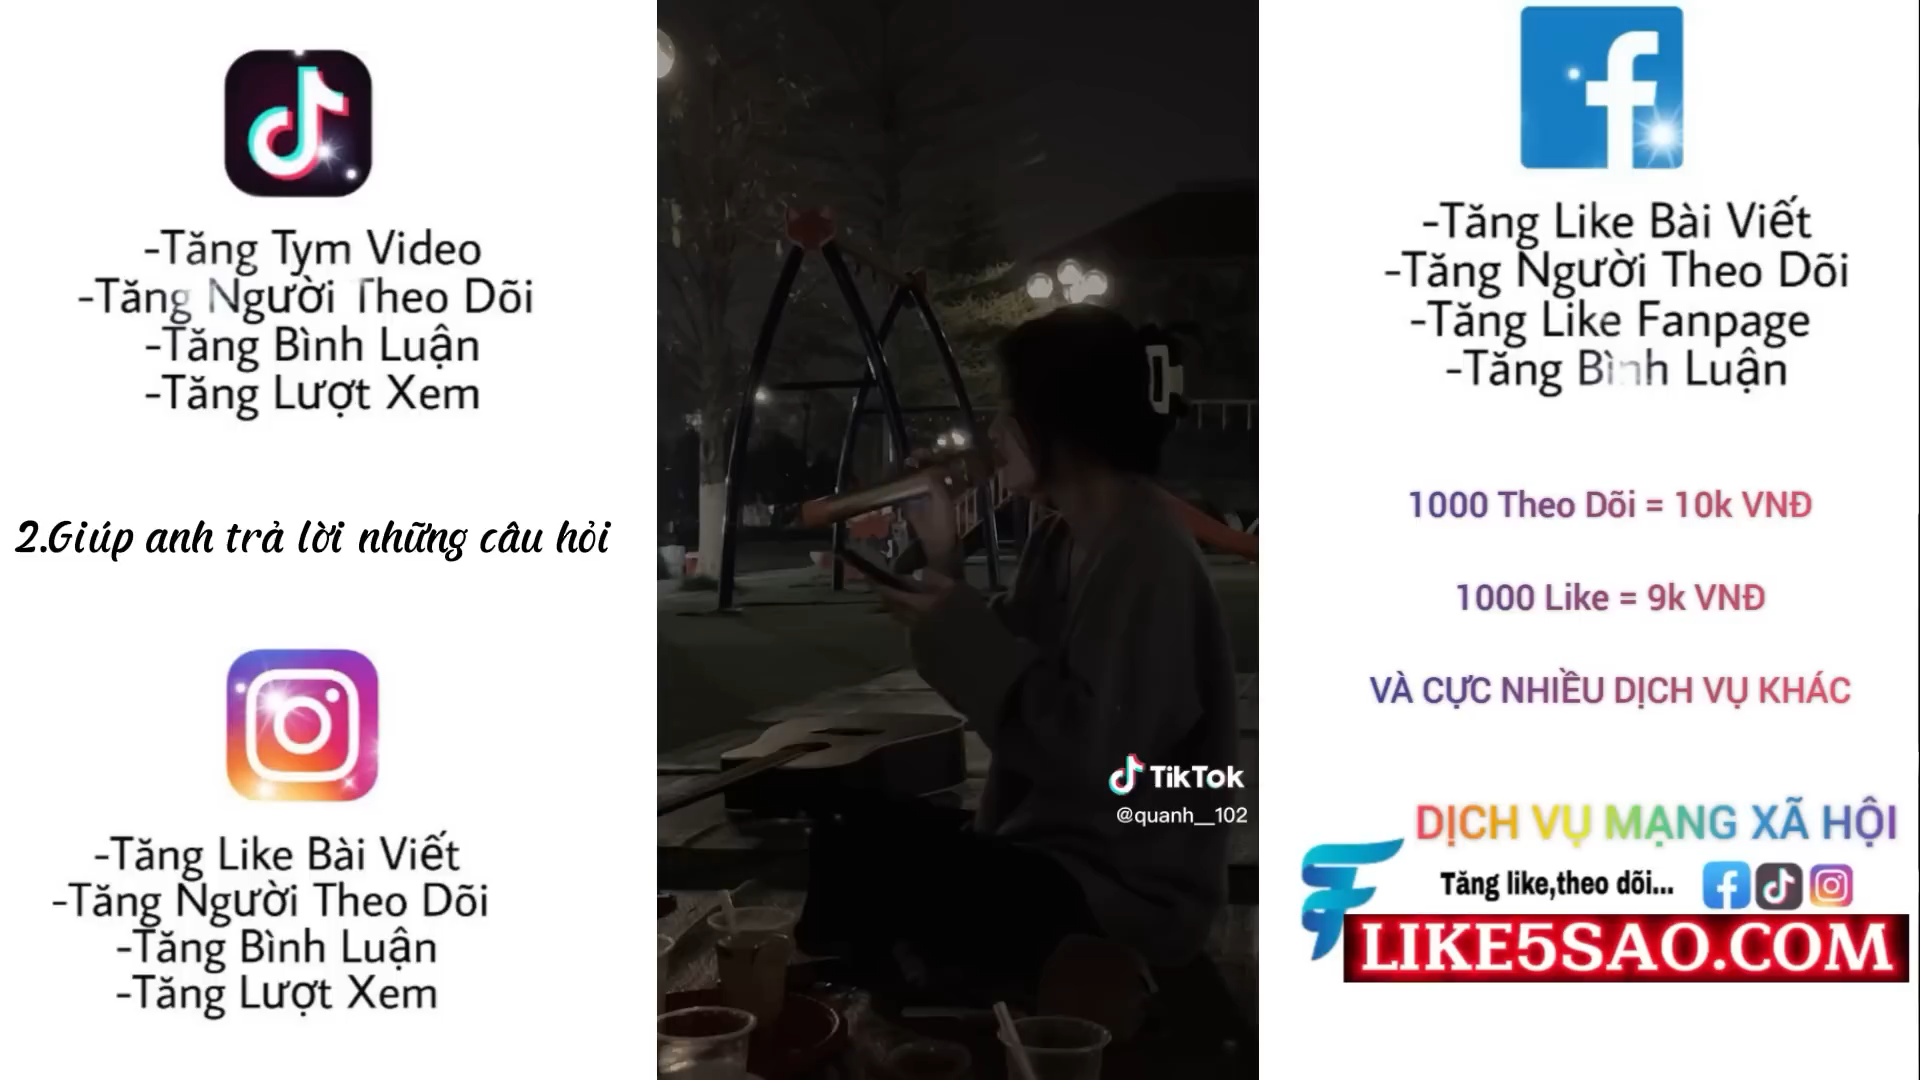 -Tăng Tym Video
-Tăng Người Theo Dõi
-Tăng Bình Luận
-Tăng Lượt Xem
2.Giúp anh trả lời những câu hỏi
-Tăng Like Bài Viết
-Tăng Người Theo Dõi
-Tăng Bình Luận
-Tăng Lượt Xem
TikTok
@quanh__102
-Tăng Like Bài Viết
-Tăng Người Theo Dõi
-Tăng Like Fanpage
-Tăng Bình Luận
1000 Theo Dõi = 10k VNĐ
1000 Like = 9k VNĐ
VÀ CỰC NHIỀU DỊCH VỤ KHÁC
DỊCH VỤ MẠNG XÃ HỘI
Tăng like,theo dõi...
LIKE5SAO.COM